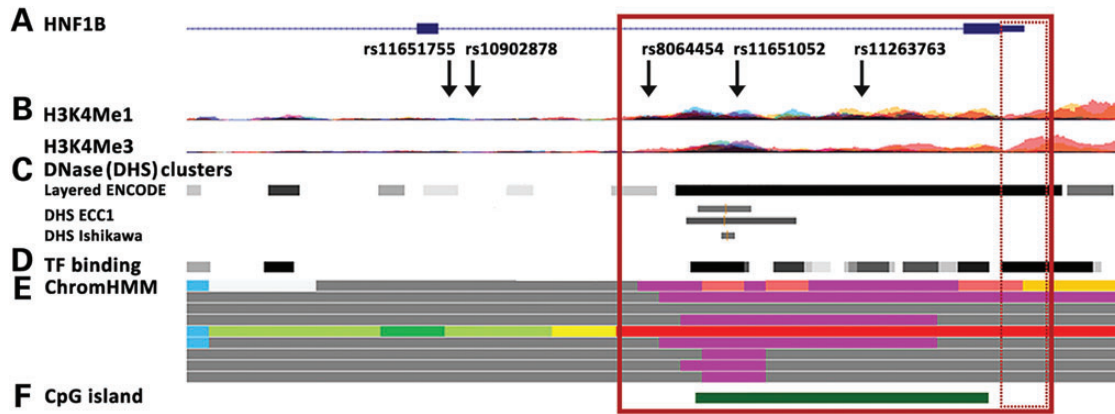 A HNF1B
rs11651755 rs10902878 rs8064454 rs11651052 rs11263763
B H3K4Me1
H3K4Me3
C DNase (DHS) clusters
Layered ENCODE
DHS ECC1
DHS Ishikawa
D TF binding
E ChromHMM
F CpG island